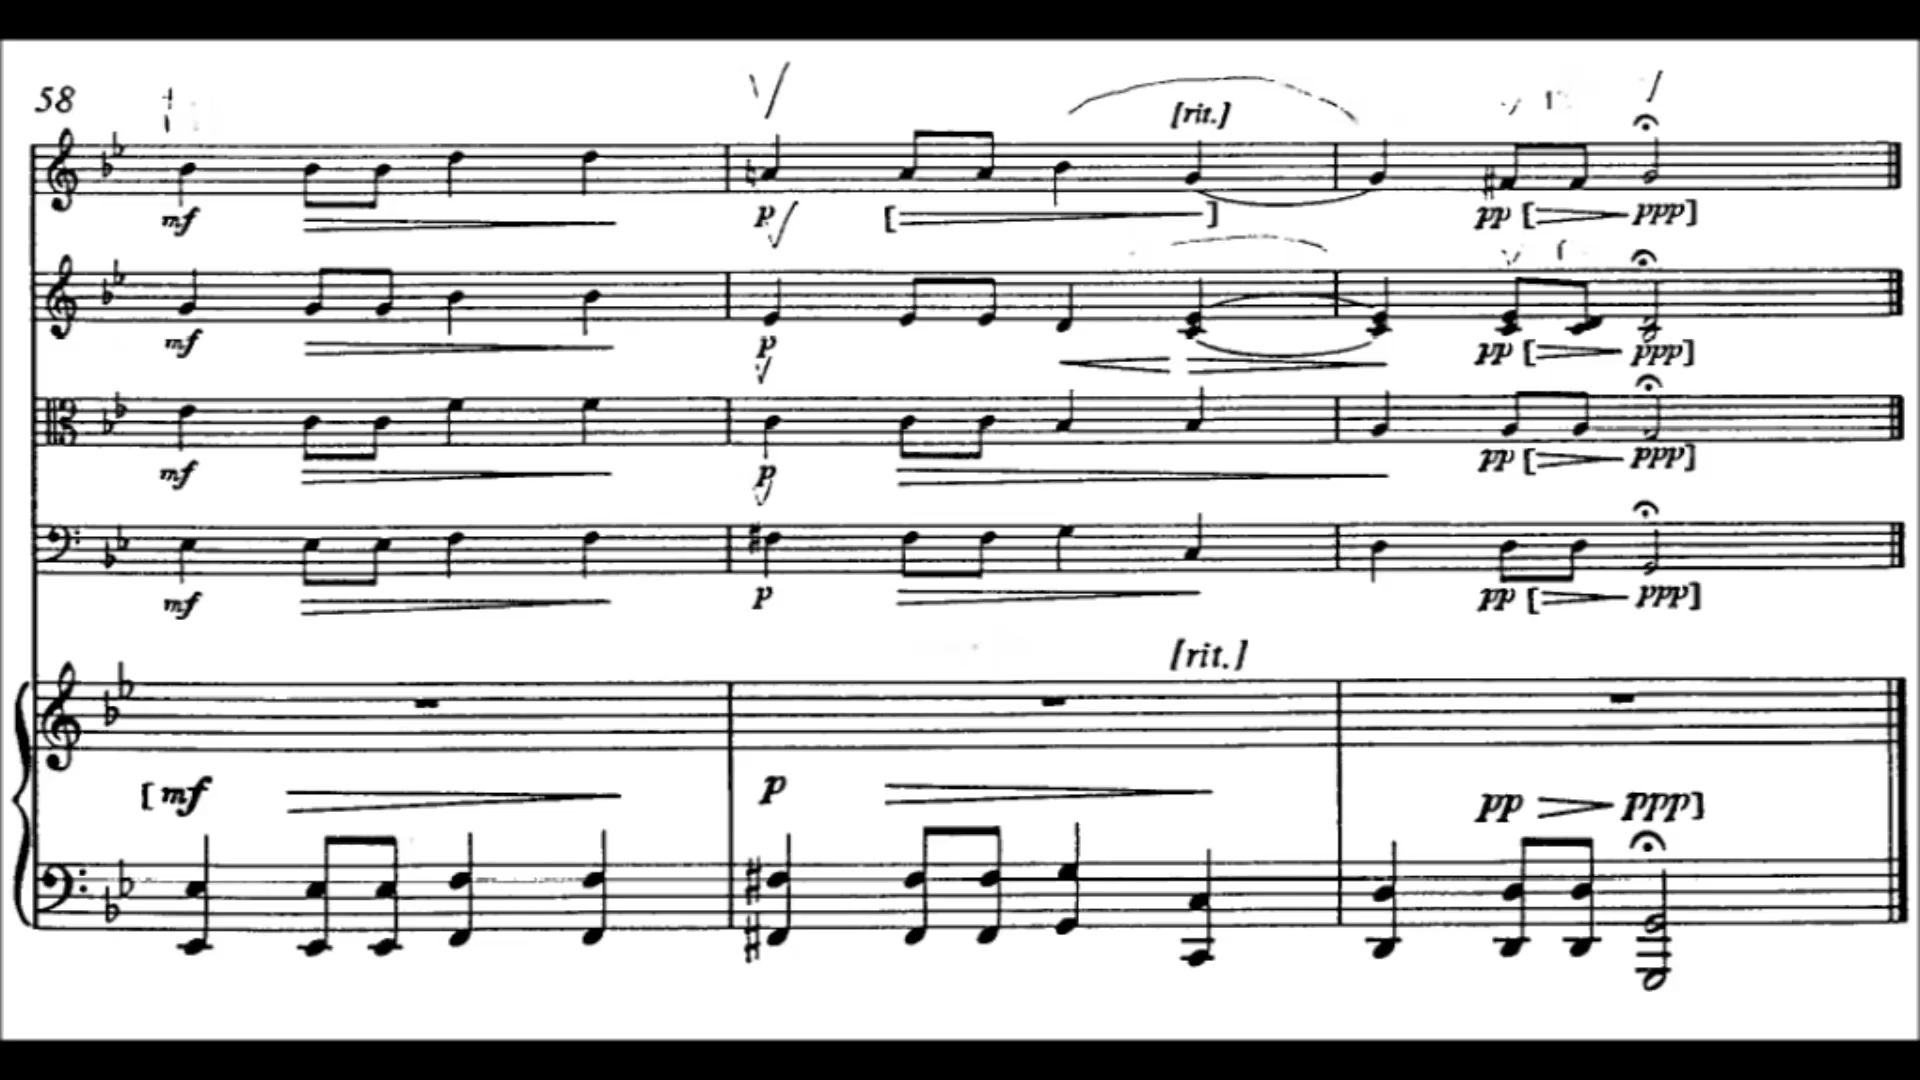 58
[rit.]
mf p [ ] pp [ ppp]
mf p pp [ ppp]
mf p pp [ ppp]
mf p pp [ ppp]
[rit.]
[mf p pp ppp]